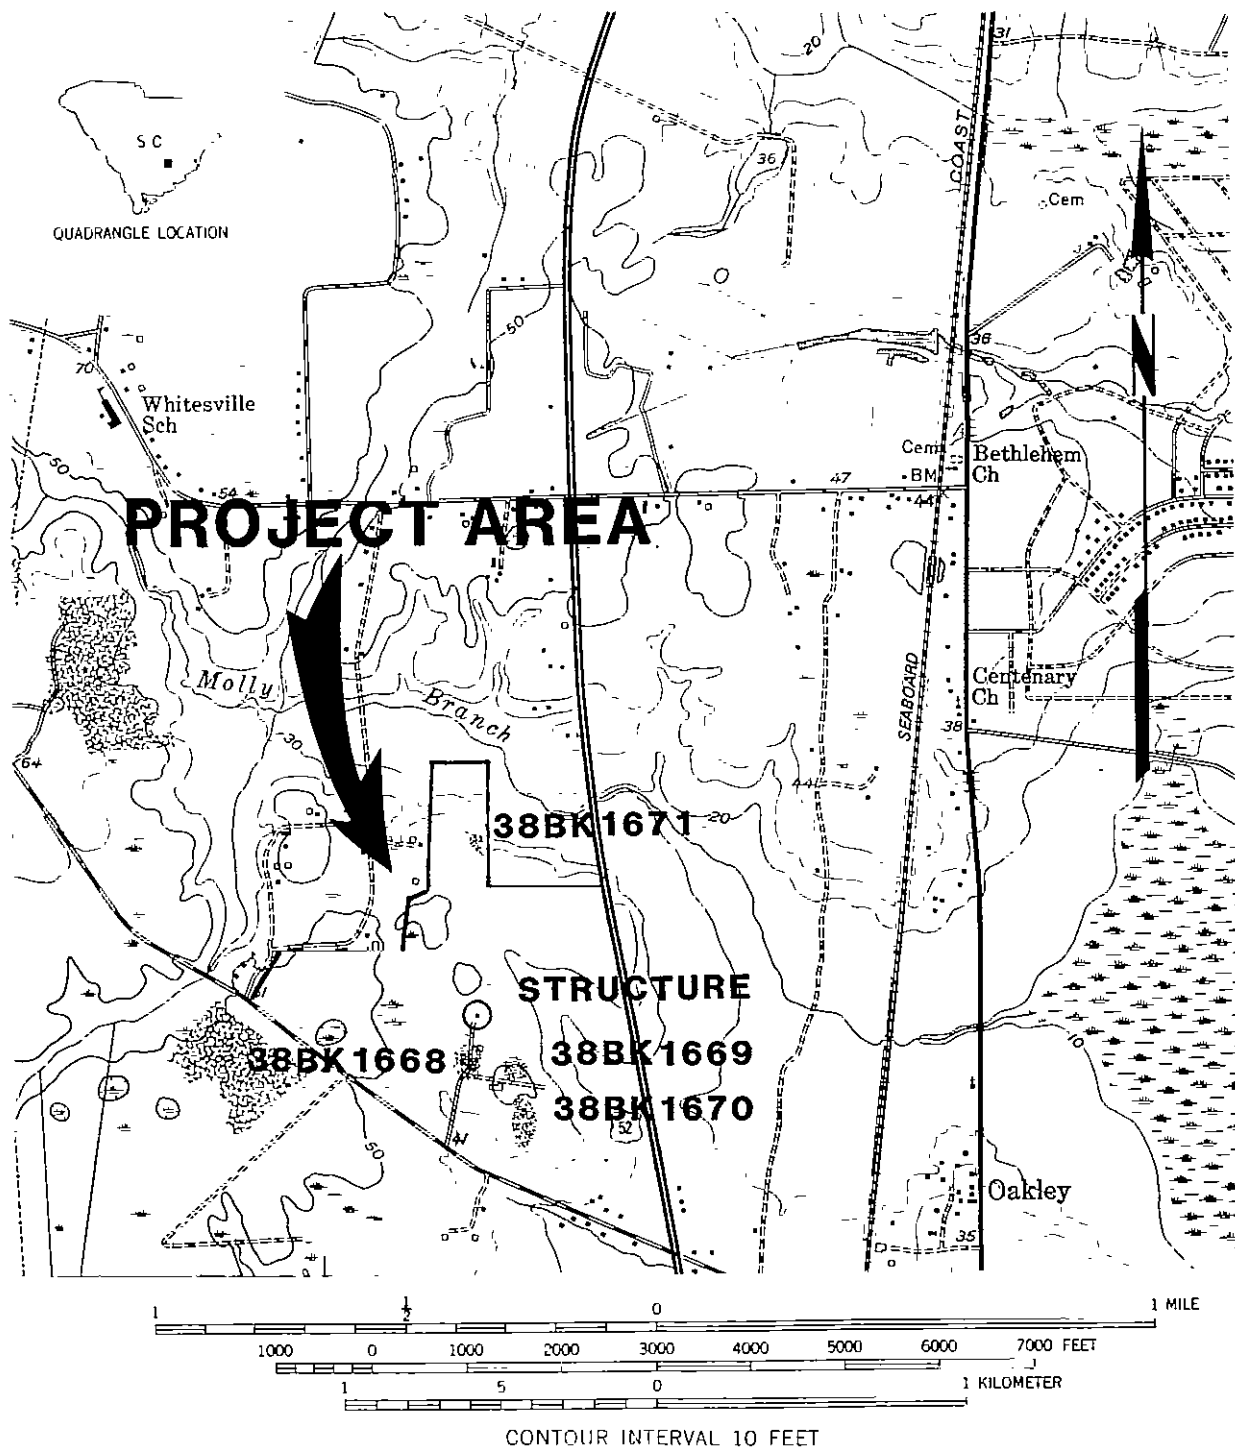 20
31
COAST
S C
36
Cem
QUADRANGLE LOCATION
50
36
70
Whitesville
Sch
Cem
Bethlehem
Ch
BM
47
44
50
54
PROJECT AREA
Molly
Branch
SEABOARD
Centenary
Ch
38
30
64
44
20
38BK1671
STRUCTURE
38BK1668
38BK1669
38BK1670
52
10
41
50
Oakley
35
1 ½ 0 1 MILE
1000 0 1000 2000 3000 4000 5000 6000 7000 FEET
1 5 0 1 KILOMETER
CONTOUR INTERVAL 10 FEET